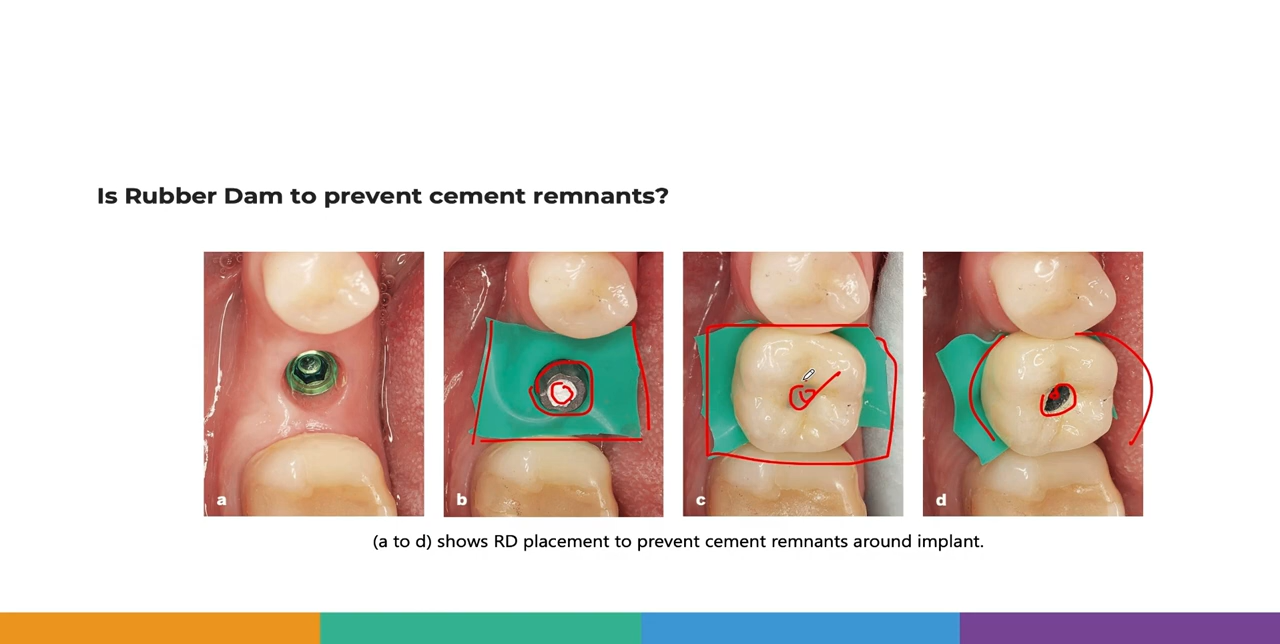 Is Rubber Dam to prevent cement remnants?
a
b
c
d
(a to d) shows RD placement to prevent cement remnants around implant.